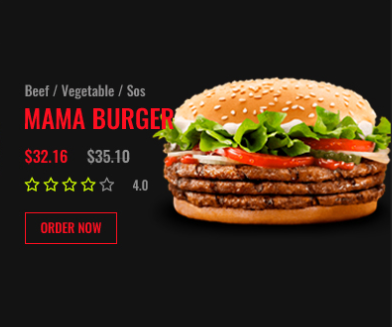 Beef / Vegetable / Sos
MAMA BURGER
$32.16 $35.10
4.0
ORDER NOW